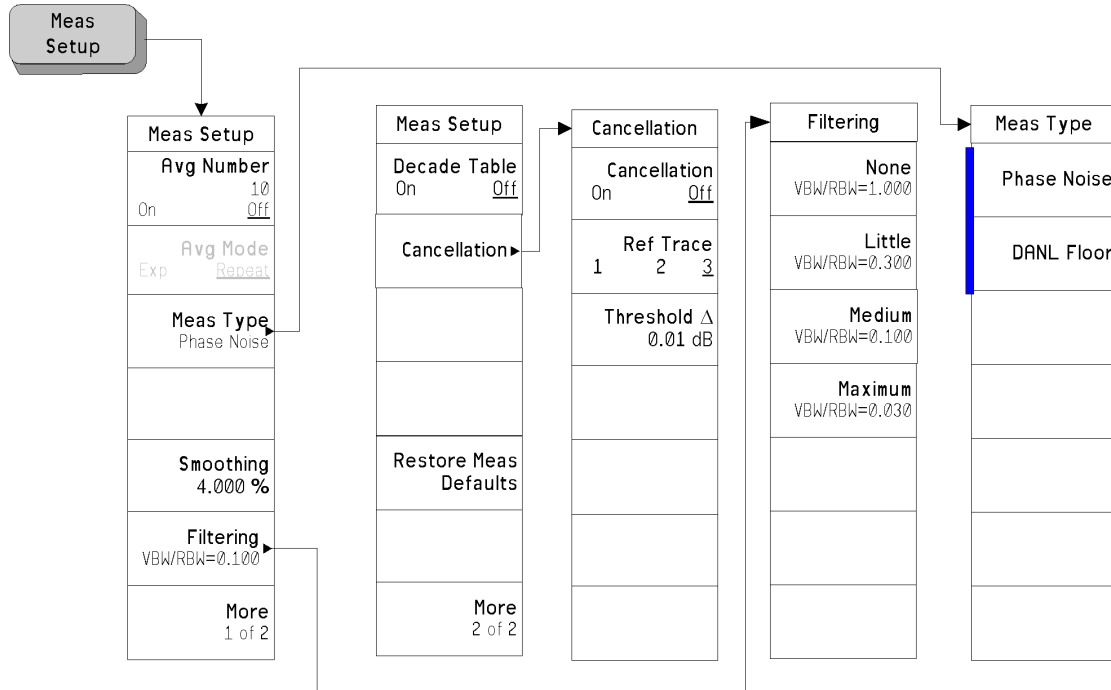 Meas
Setup
Meas Setup
Avg Number
10
On Off
Avg Mode
Exp Repeat
Meas Type
Phase Noise
Smoothing
4.000 %
Filtering
VBW/RBW=0.100
More
1 of 2
Meas Setup
Decade Table
On Off
Cancellation
Restore Meas
Defaults
More
2 of 2
Cancellation
Cancellation
On Off
Ref Trace
1 2 3
Threshold Δ
0.01 dB
Filtering
None
VBW/RBW=1.000
Little
VBW/RBW=0.300
Medium
VBW/RBW=0.100
Maximum
VBW/RBW=0.030
Meas Type
Phase Noise
DANL Floor